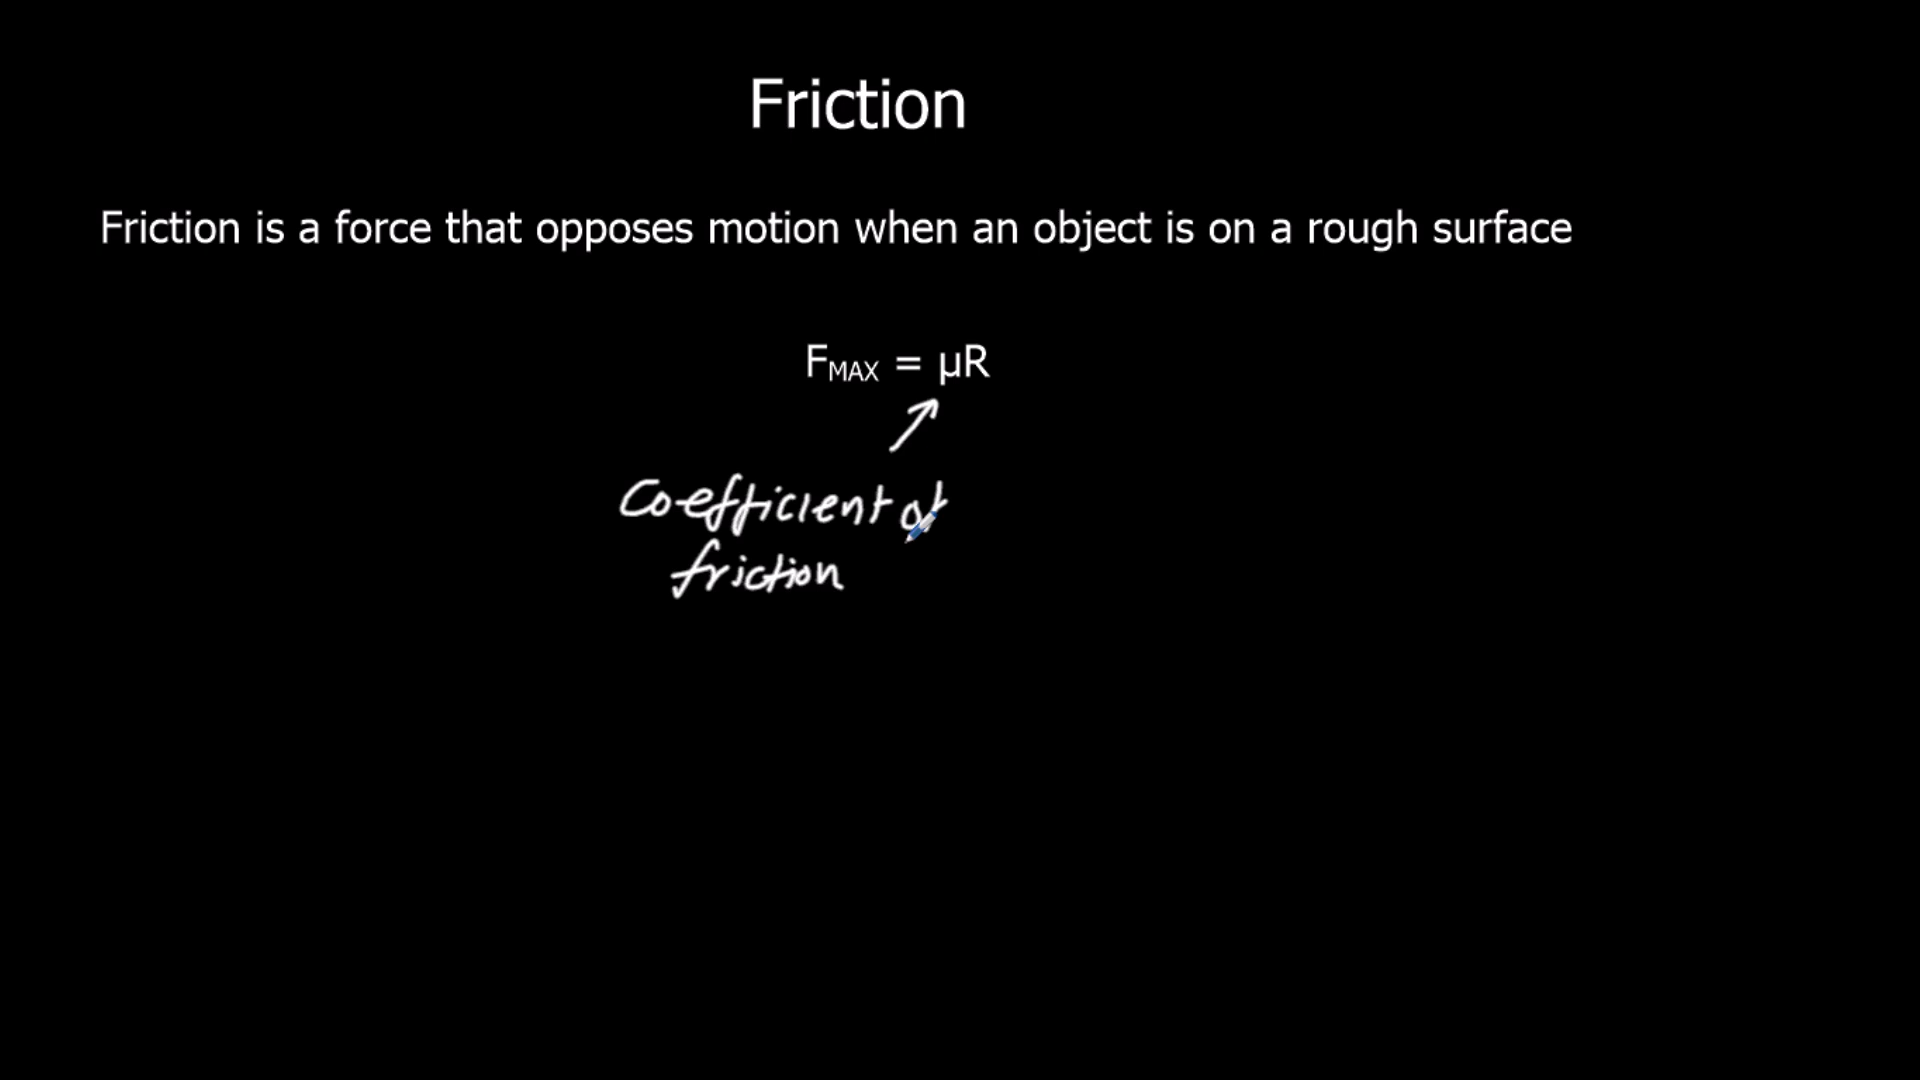 Friction
Friction is a force that opposes motion when an object is on a rough surface
FMAX = μR
Coefficient of
friction